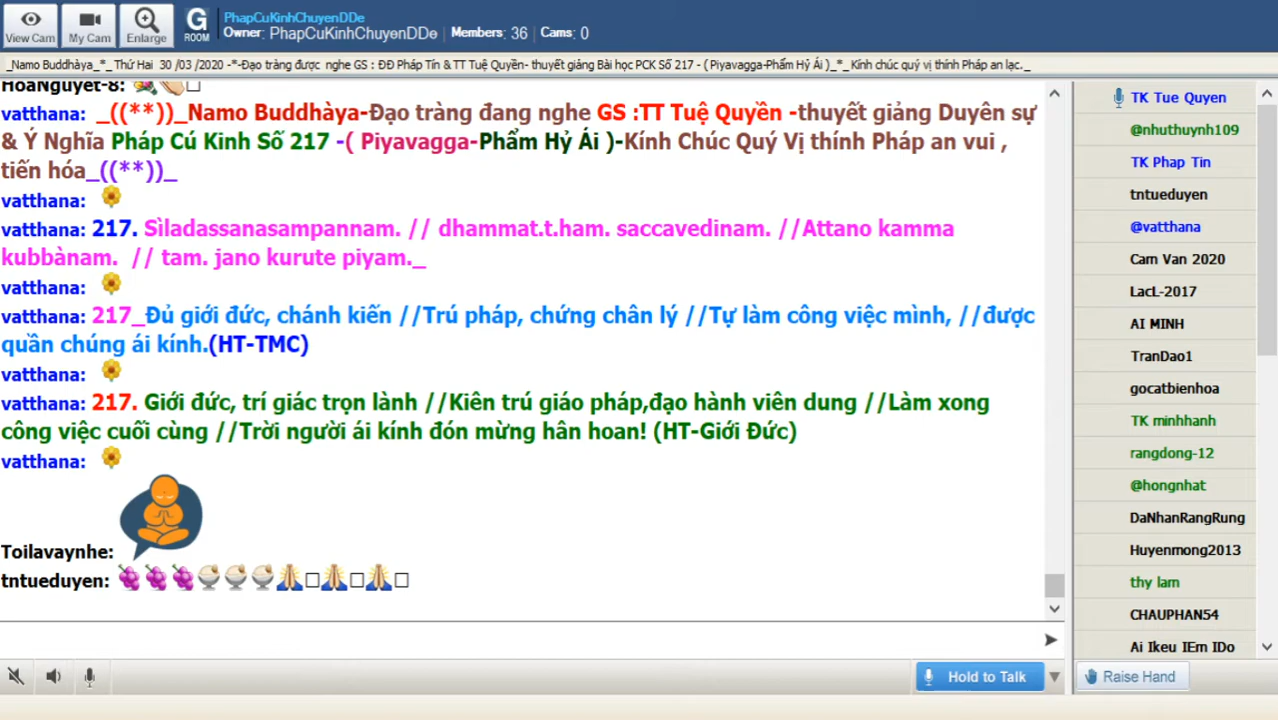 PhapCuKinhChuyenDDe
View Cam My Cam Enlarge G ROOM Owner: PhapCuKinhChuyenDDe Members: 36 Cams: 0
_Namo Buddhàya_*_ Thứ Hai 30 /03 /2020 -*-Đạo tràng được nghe GS : ĐĐ Pháp Tín & TT Tuệ Quyền- thuyết giảng Bài học PCK Số 217 - ( Piyavagga-Phẩm Hỷ Ái )_*_ Kính chúc quý vị thính Pháp an lạc._
HoaNguyet-8:
vatthana: _((**))_Namo Buddhàya-Đạo tràng đang nghe GS :TT Tuệ Quyền -thuyết giảng Duyên sự
& Ý Nghĩa Pháp Cú Kinh Số 217 -( Piyavagga-Phẩm Hỷ Ái )-Kính Chúc Quý Vị thính Pháp an vui ,
tiến hóa_((**))_
vatthana:
vatthana: 217. Sìladassanasampannam. // dhammat.t.ham. saccavedinam. //Attano kamma
kubbànam. // tam. jano kurute piyam._
vatthana:
vatthana: 217_Đủ giới đức, chánh kiến //Trú pháp, chứng chân lý //Tự làm công việc mình, //được
quần chúng ái kính.(HT-TMC)
vatthana:
vatthana: 217. Giới đức, trí giác trọn lành //Kiên trú giáo pháp,đạo hành viên dung //Làm xong
công việc cuối cùng //Trời người ái kính đón mừng hân hoan! (HT-Giới Đức)
vatthana:
Toilavaynhe:
tntueduyen:
TK Tue Quyen
@nhuthuynh109
TK Phap Tin
tntueduyen
@vatthana
Cam Van 2020
LacL-2017
AI MINH
TranDao1
gocatbienhoa
TK minhhanh
rangdong-12
@hongnhat
DaNhanRangRung
Huyenmong2013
thy lam
CHAUPHAN54
Ai Ikeu IEm IDo
Hold to Talk
Raise Hand